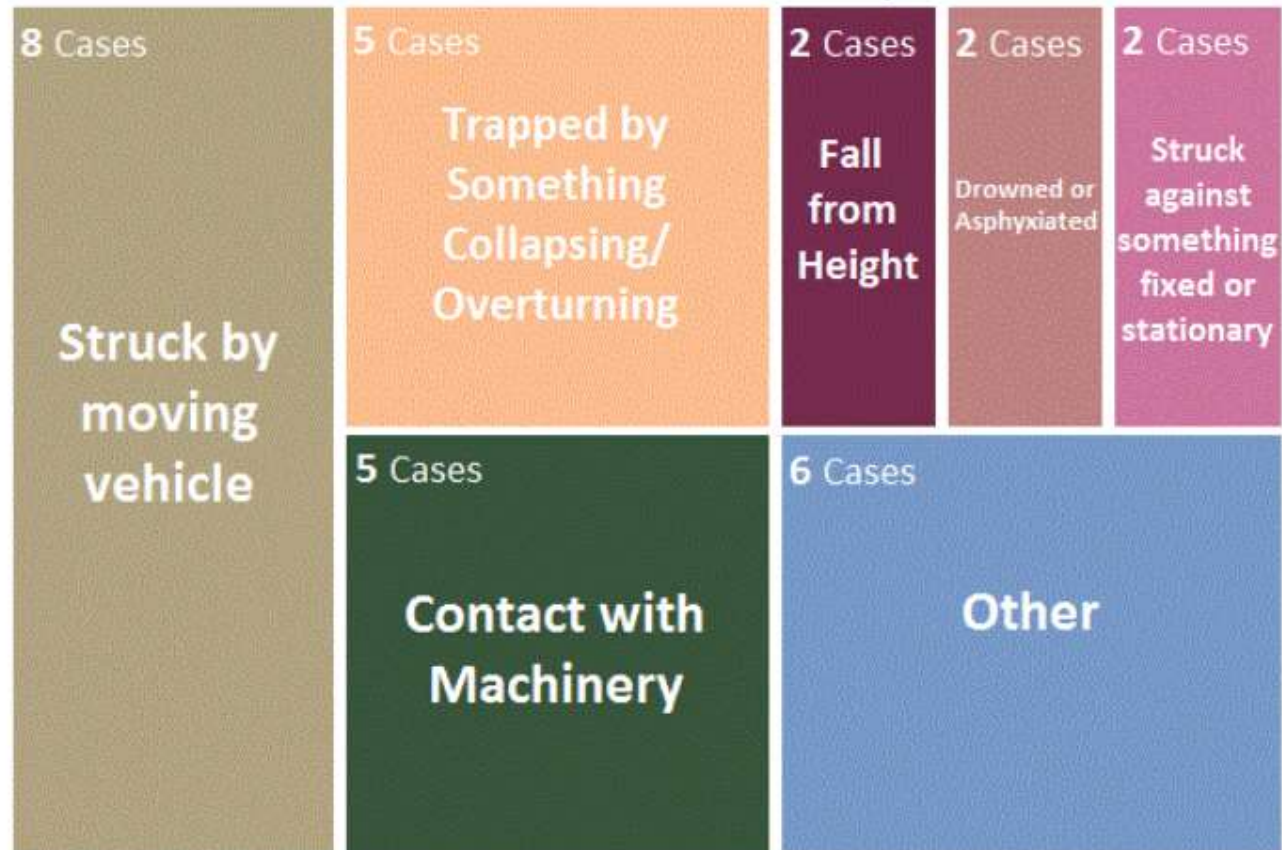 8 Cases
Struck by
moving
vehicle
5 Cases
Trapped by
Something
Collapsing/
Overturning
2 Cases
Fall
from
Height
2 Cases
Drowned or
Asphyxiated
2 Cases
Struck
against
something
fixed or
stationary
5 Cases
Contact with
Machinery
6 Cases
Other